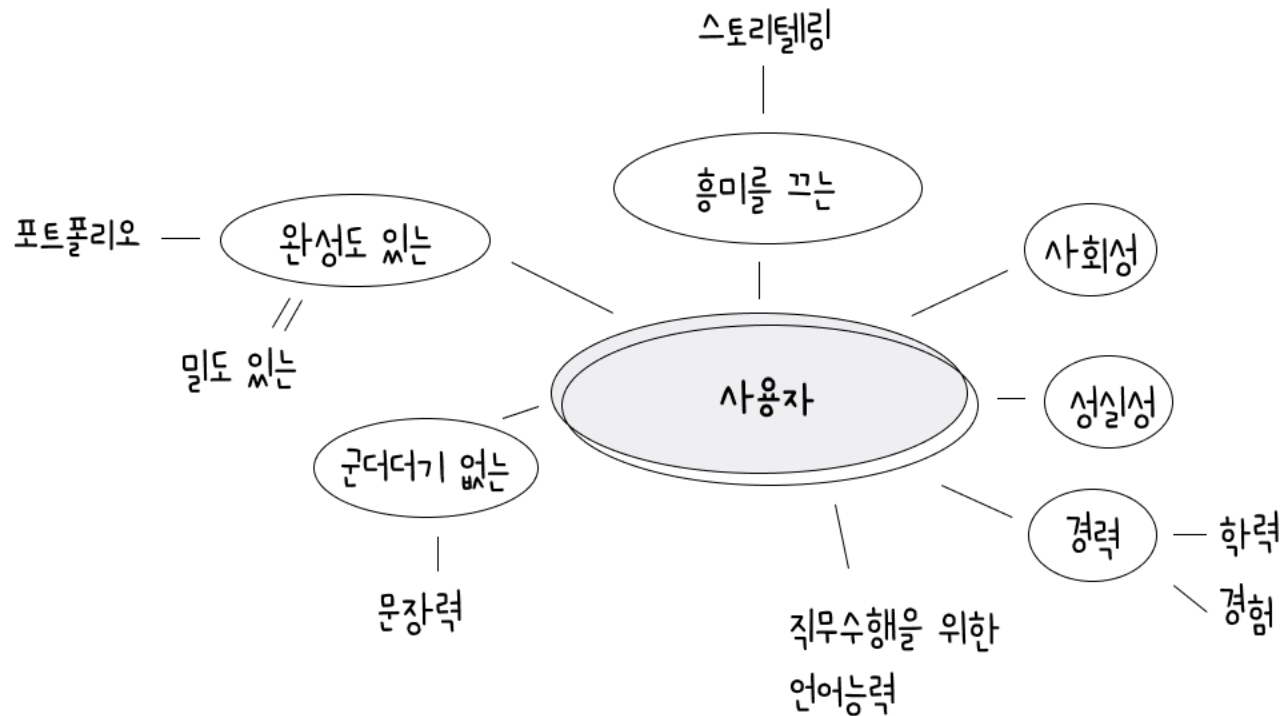 스토리텔링
흥미를 끄는
포트폴리오
완성도 있는
사회성
밀도 있는
사용자
성실성
군더더기 없는
경력
학력
경험
문장력
직무수행을 위한
언어능력